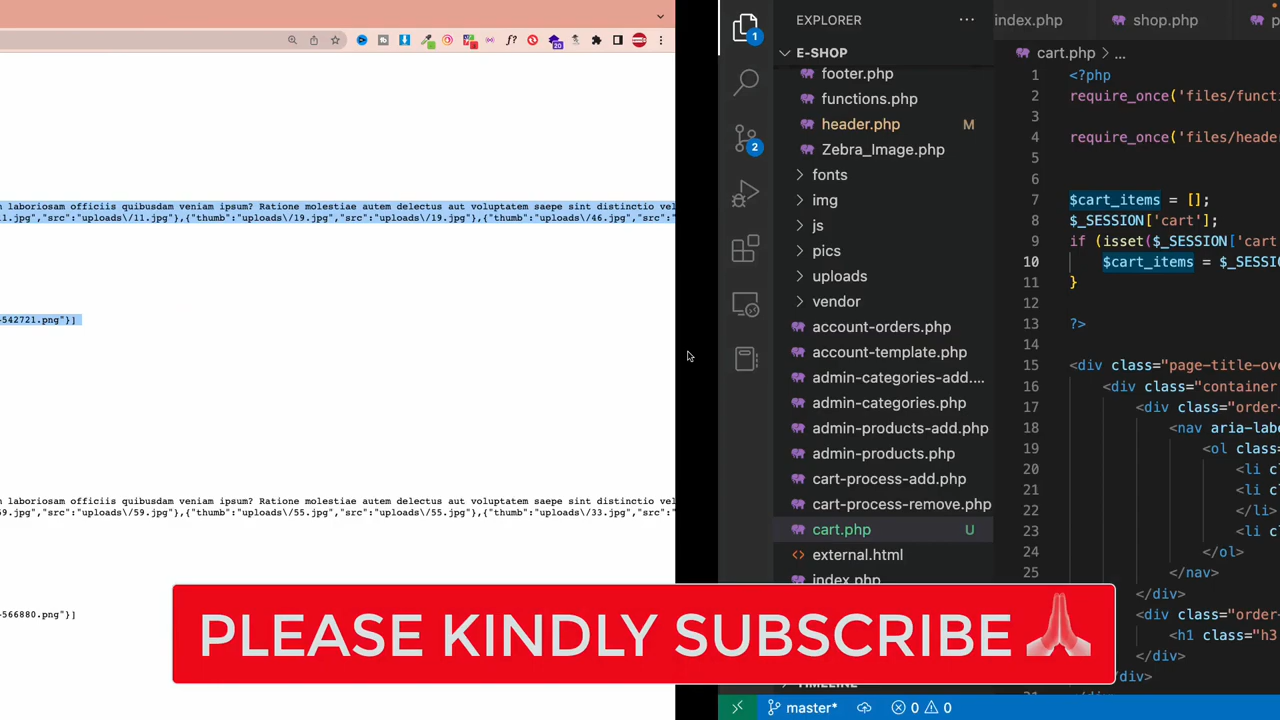 20
m laboriosam officiis quibusdam veniam ipsum? Ratione molestiae autem delectus aut voluptatem saepe sint distinctio vel
11.jpg","src":"uploads\/11.jpg"},{"thumb":"uploads\/19.jpg","src":"uploads\/19.jpg"},{"thumb":"uploads\/46.jpg","src":"
-542721.png"}]
m laboriosam officiis quibusdam veniam ipsum? Ratione molestiae autem delectus aut voluptatem saepe sint distinctio vel
59.jpg","src":"uploads\/59.jpg"},{"thumb":"uploads\/55.jpg","src":"uploads\/55.jpg"},{"thumb":"uploads\/33.jpg","src":"
-566880.png"}]
1
2
EXPLORER
E-SHOP
footer.php
functions.php
header.php M
Zebra_Image.php
fonts
img
js
pics
uploads
vendor
account-orders.php
account-template.php
admin-categories-add....
admin-categories.php
admin-products-add.php
admin-products.php
cart-process-add.php
cart-process-remove.php
cart.php U
external.html
index.php
TIMELINE
index.php shop.php
cart.php > ...
1 <?php
2 require_once('files/functi
3
4 require_once('files/header
5
6
7 $cart_items = [];
8 $_SESSION['cart'];
9 if (isset($_SESSION['cart
10 $cart_items = $_SESSI
11 }
12
13 ?>
14
15 <div class="page-title-ove
16 <div class="container
17 <div class="order-
18 <nav aria-labe
19 <ol class=
20 <li c
21 <li c
22 </li>
23 <li c
24 </ol>
25 </nav>
</div>
<div class="order-
<h1 class="h3
</div>
PLEASE KINDLY SUBSCRIBE
master* 0 0